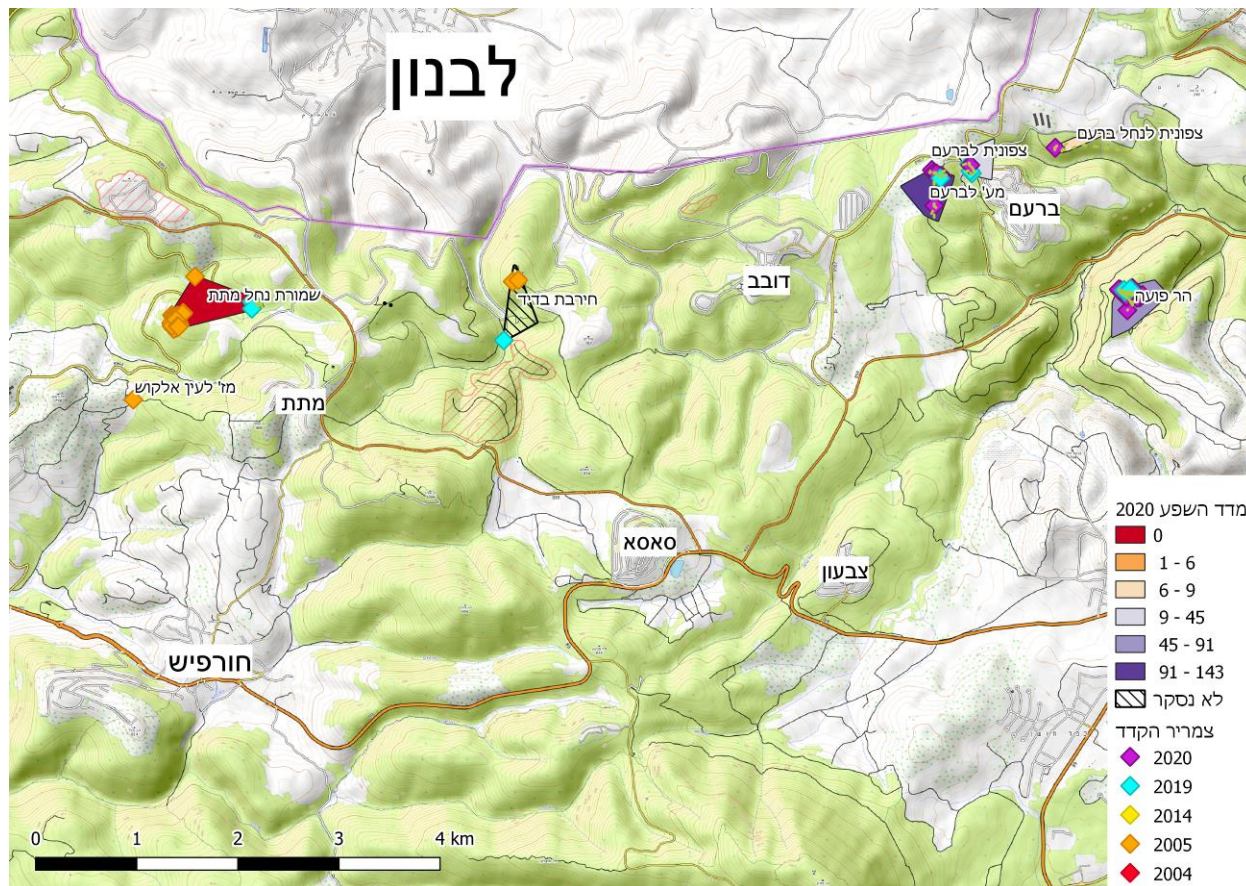 לבנון
צפונית לנחל ברעם
צפונית לברעם
מע' לברעם
ברעם
דובב
הר פועה
שמורת נחל מתת
חירבת בדיד
מז' לעין אלקוש
מתת
סאסא
צבעון
חורפיש
מדד השפע 2020
0
1 - 6
6 - 9
9 - 45
45 - 91
91 - 143
לא נסקר
צמריר הקדד
2020
2019
2014
2005
2004
0 1 2 3 4 km